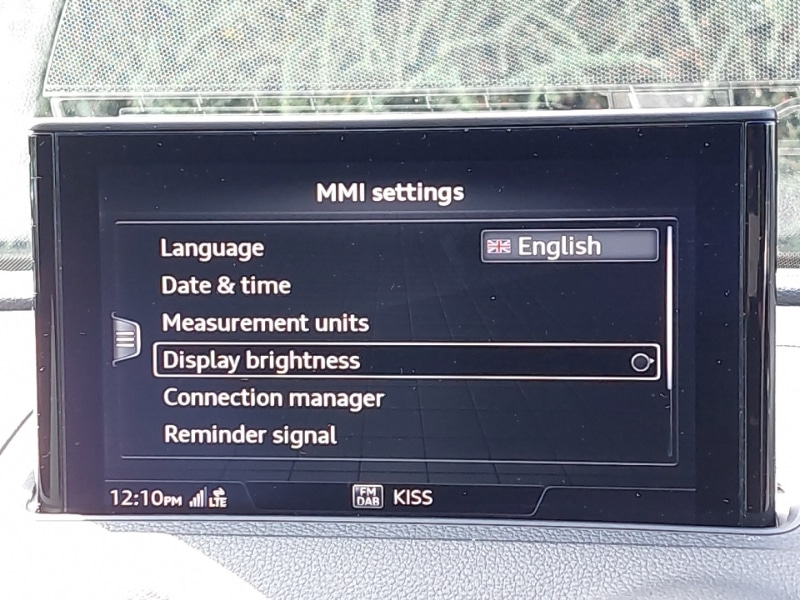 MMI settings
Language English
Date & time
Measurement units
Display brightness
Connection manager
Reminder signal
12:10PM LTE FM DAB KISS